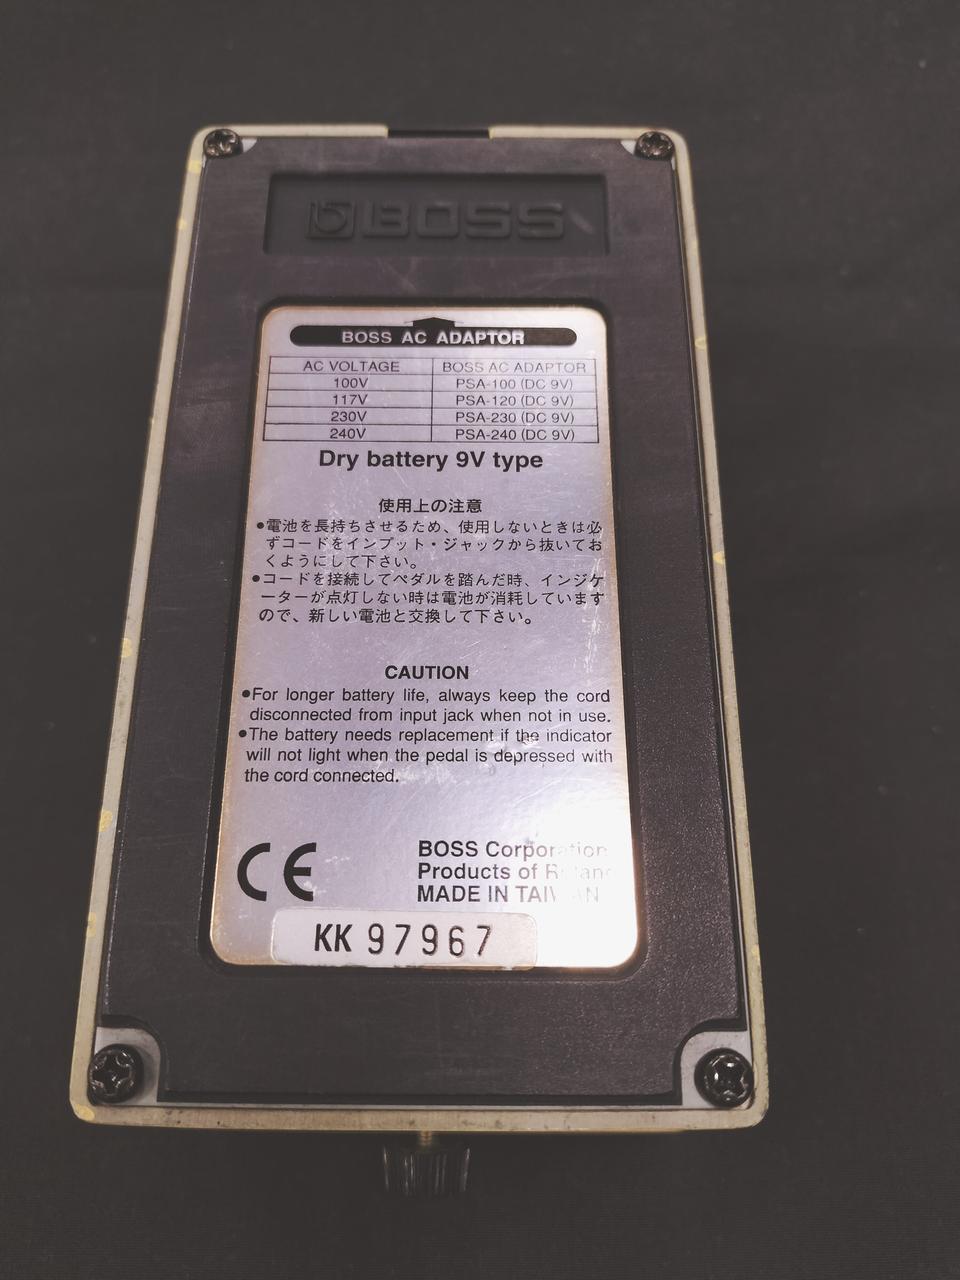 BOSS
BOSS AC ADAPTOR
AC VOLTAGE BOSS AC ADAPTOR
100V PSA-100 (DC 9V)
117V PSA-120 (DC 9V)
230V PSA-230 (DC 9V)
240V PSA-240 (DC 9V)
Dry battery 9V type
使用上の注意
●電池を長持ちさせるため、使用しないときは必
ずコードをインプット・ジャックから抜いてお
くようにして下さい。
●コードを接続してペダルを踏んだ時、インジケ
ーターが点灯しない時は電池が消耗しています
ので、新しい電池と交換して下さい。
CAUTION
●For longer battery life, always keep the cord
disconnected from input jack when not in use.
●The battery needs replacement if the indicator
will not light when the pedal is depressed with
the cord connected.
CE
BOSS Corporation
Products of Roland
MADE IN TAIWAN
KK 97967